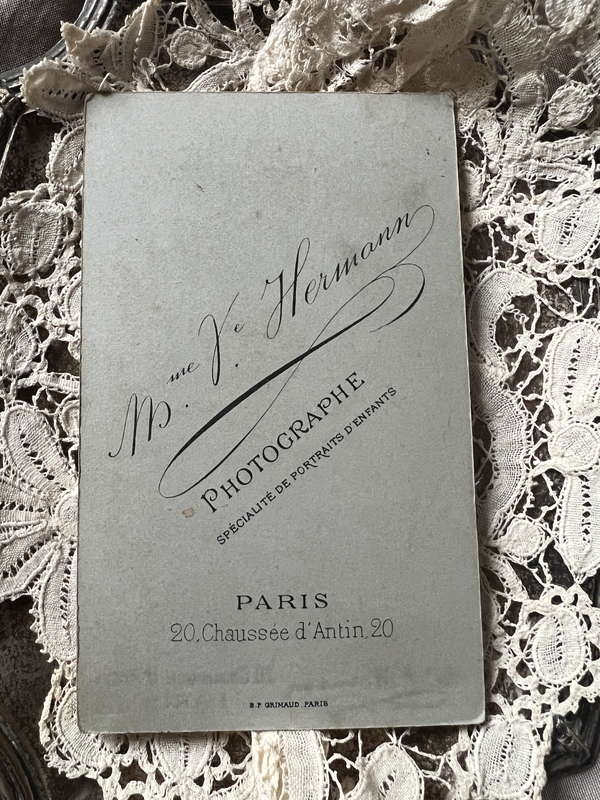 Mme. Ve. Hermann
PHOTOGRAPHE
SPÉCIALITÉ DE PORTRAITS D'ENFANTS
PARIS
20, Chaussée d'Antin, 20
B.P. GRIMAUD. PARIS